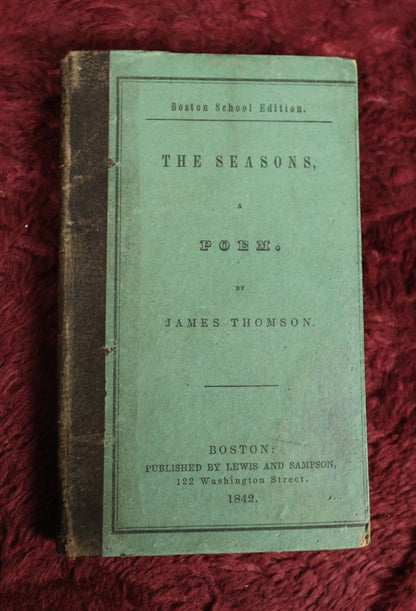 Boston School Edition.
THE SEASONS,
A
POEM.
BY
JAMES THOMSON.
BOSTON:
PUBLISHED BY LEWIS AND SAMPSON,
122 Washington Street.
1842.